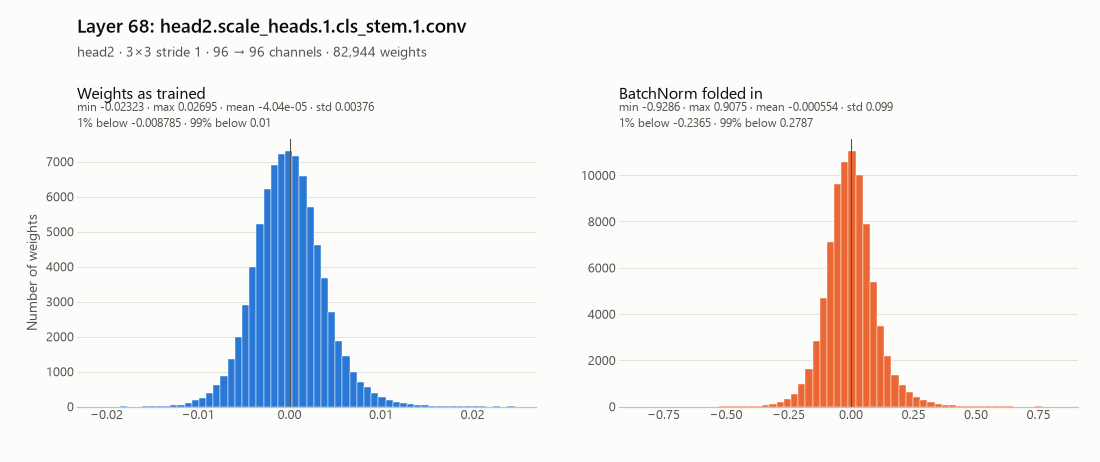 Layer 68: head2.scale_heads.1.cls_stem.1.conv
head2 · 3×3 stride 1 · 96 → 96 channels · 82,944 weights
Weights as trained
min -0.02323 · max 0.02695 · mean -4.04e-05 · std 0.00376
1% below -0.008785 · 99% below 0.01
Number of weights
7000
6000
5000
4000
3000
2000
1000
0
−0.02 −0.01 0.00 0.01 0.02
BatchNorm folded in
min -0.9286 · max 0.9075 · mean -0.000554 · std 0.099
1% below -0.2365 · 99% below 0.2787
10000
8000
6000
4000
2000
0
−0.75 −0.50 −0.25 0.00 0.25 0.50 0.75